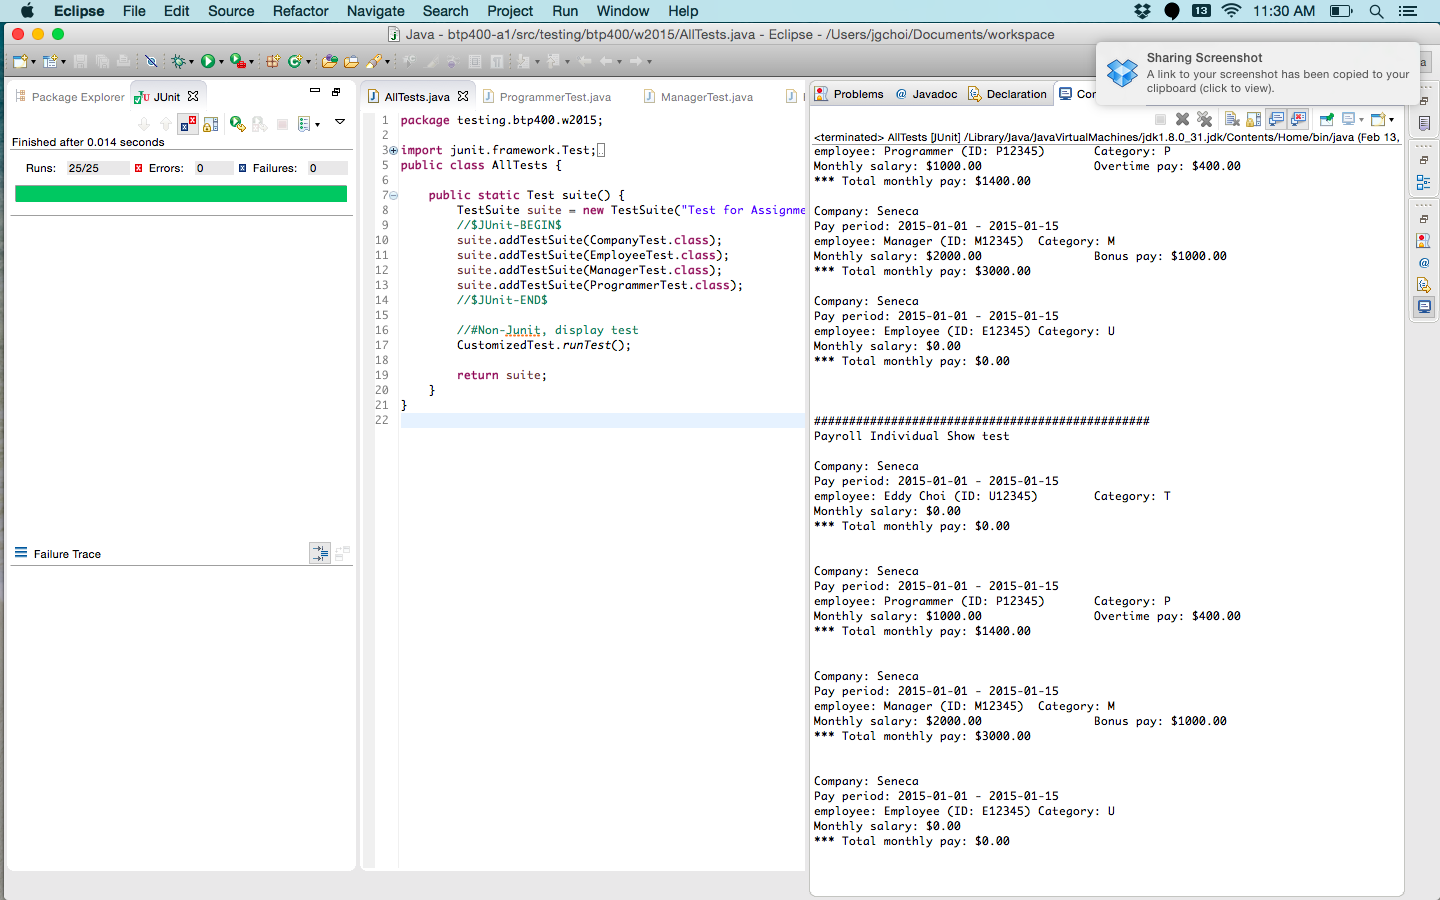 Eclipse File Edit Source Refactor Navigate Search Project Run Window Help 13 11:30 AM
Java - btp400-a1/src/testing/btp400/w2015/AllTests.java - Eclipse - /Users/jgchoi/Documents/workspace
Sharing Screenshot
A link to your screenshot has been copied to your
clipboard (click to view).
Package Explorer JUnit
Finished after 0.014 seconds
Runs: 25/25 Errors: 0 Failures: 0
Failure Trace
AllTests.java ProgrammerTest.java ManagerTest.java
1 package testing.btp400.w2015;
2
3 import junit.framework.Test;
5 public class AllTests {
6
7 public static Test suite() {
8 TestSuite suite = new TestSuite("Test for Assignme
9 //$JUnit-BEGIN$
10 suite.addTestSuite(CompanyTest.class);
11 suite.addTestSuite(EmployeeTest.class);
12 suite.addTestSuite(ManagerTest.class);
13 suite.addTestSuite(ProgrammerTest.class);
14 //$JUnit-END$
15
16 //#Non-Junit, display test
17 CustomizedTest.runTest();
18
19 return suite;
20 }
21 }
22
Problems @ Javadoc Declaration Con
<terminated> AllTests [JUnit] /Library/Java/JavaVirtualMachines/jdk1.8.0_31.jdk/Contents/Home/bin/java (Feb 13,
employee: Programmer (ID: P12345) Category: P
Monthly salary: $1000.00 Overtime pay: $400.00
*** Total monthly pay: $1400.00
Company: Seneca
Pay period: 2015-01-01 - 2015-01-15
employee: Manager (ID: M12345) Category: M
Monthly salary: $2000.00 Bonus pay: $1000.00
*** Total monthly pay: $3000.00
Company: Seneca
Pay period: 2015-01-01 - 2015-01-15
employee: Employee (ID: E12345) Category: U
Monthly salary: $0.00
*** Total monthly pay: $0.00
################################################
Payroll Individual Show test
Company: Seneca
Pay period: 2015-01-01 - 2015-01-15
employee: Eddy Choi (ID: U12345) Category: T
Monthly salary: $0.00
*** Total monthly pay: $0.00
Company: Seneca
Pay period: 2015-01-01 - 2015-01-15
employee: Programmer (ID: P12345) Category: P
Monthly salary: $1000.00 Overtime pay: $400.00
*** Total monthly pay: $1400.00
Company: Seneca
Pay period: 2015-01-01 - 2015-01-15
employee: Manager (ID: M12345) Category: M
Monthly salary: $2000.00 Bonus pay: $1000.00
*** Total monthly pay: $3000.00
Company: Seneca
Pay period: 2015-01-01 - 2015-01-15
employee: Employee (ID: E12345) Category: U
Monthly salary: $0.00
*** Total monthly pay: $0.00